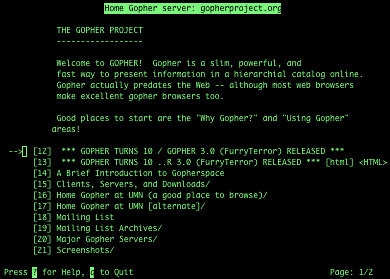 Home Gopher server: gopherproject.org
THE GOPHER PROJECT
------------------
Welcome to GOPHER!  Gopher is a slim, powerful, and
fast way to present information in a hierarchial catalog online.
Gopher actually predates the Web -- although most web browsers
make excellent gopher browsers too.
Good places to start are the "Why Gopher?" and "Using Gopher"
areas!
-->  [12]  *** GOPHER TURNS 10 / GOPHER 3.0 (FurryTerror) RELEASED ***
[13]  *** GOPHER TURNS 10 ..R 3.0 (FurryTerror) RELEASED *** [html] <HTML>
[14] A Brief Introduction to Gopherspace
[15] Clients, Servers, and Downloads/
[16] Home Gopher at UMN (a good place to browse)/
[17] Home Gopher at UMN [alternate]/
[18] Mailing List
[19] Mailing List Archives/
[20] Major Gopher Servers/
[21] Screenshots/
Press ? for Help, q to Quit Page: 1/2